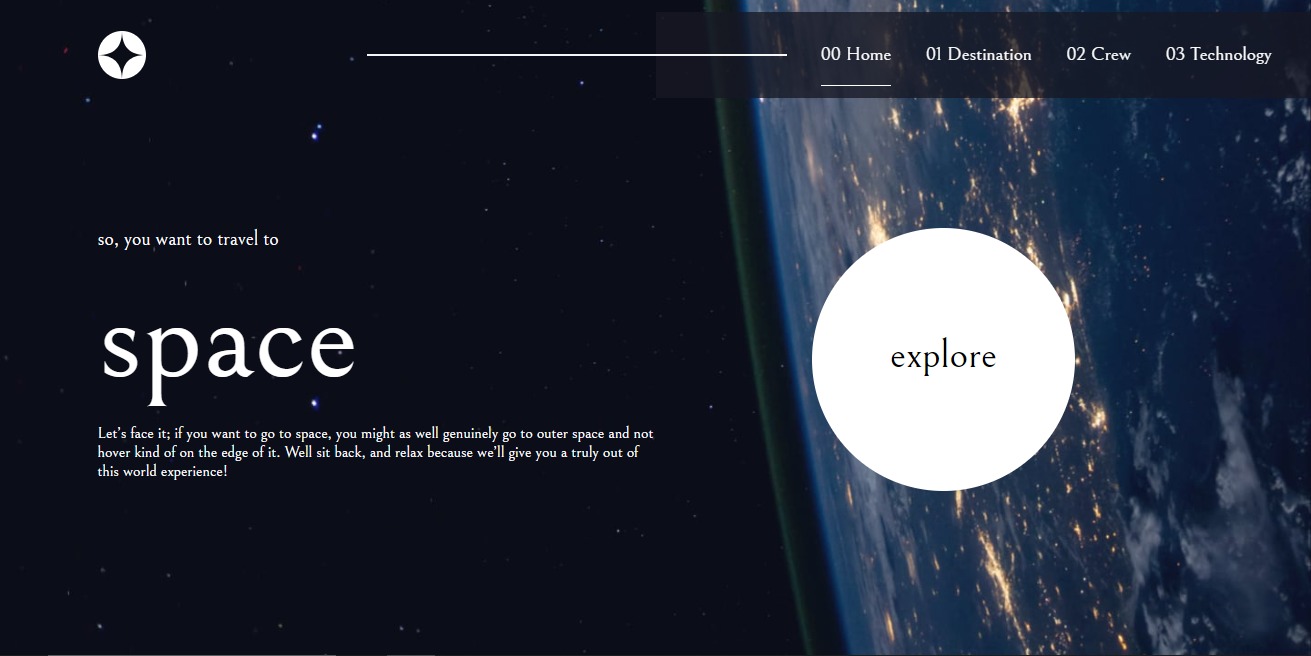 00 Home 01 Destination 02 Crew 03 Technology
so, you want to travel to
space
explore
Let's face it; if you want to go to space, you might as well genuinely go to outer space and not
hover kind of on the edge of it. Well sit back, and relax because we'll give you a truly out of
this world experience!